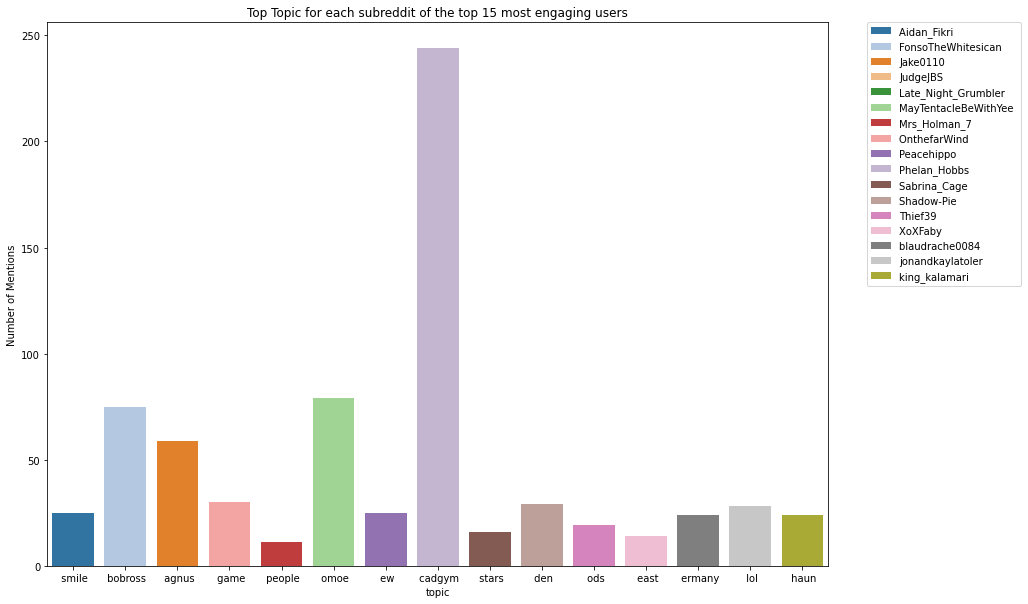 Top Topic for each subreddit of the top 15 most engaging users
250
200
150
100
50
0
Number of Mentions
smile bobross agnus game people omoe ew cadgym stars den ods east ermany lol haun
topic
Aidan_Fikri
FonsoTheWhitesican
Jake0110
JudgeJBS
Late_Night_Grumbler
MayTentacleBeWithYee
Mrs_Holman_7
OnthefarWind
Peacehippo
Phelan_Hobbs
Sabrina_Cage
Shadow-Pie
Thief39
XoXFaby
blaudrache0084
jonandkaylatoler
king_kalamari